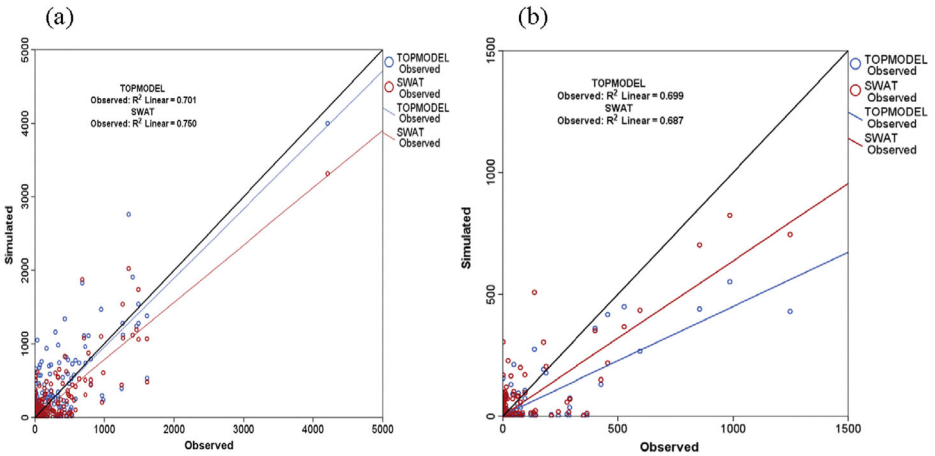 (a)
(b)
5000
4000
3000
2000
1000
0
Simulated
0 1000 2000 3000 4000 5000
Observed
TOPMODEL
Observed: R² Linear = 0.701
SWAT
Observed: R² Linear = 0.750
TOPMODEL
Observed
SWAT
Observed
TOPMODEL
Observed
SWAT
Observed
1500
1000
500
0
Simulated
0 500 1000 1500
Observed
TOPMODEL
Observed: R² Linear = 0.699
SWAT
Observed: R² Linear = 0.687
TOPMODEL
Observed
SWAT
Observed
TOPMODEL
Observed
SWAT
Observed